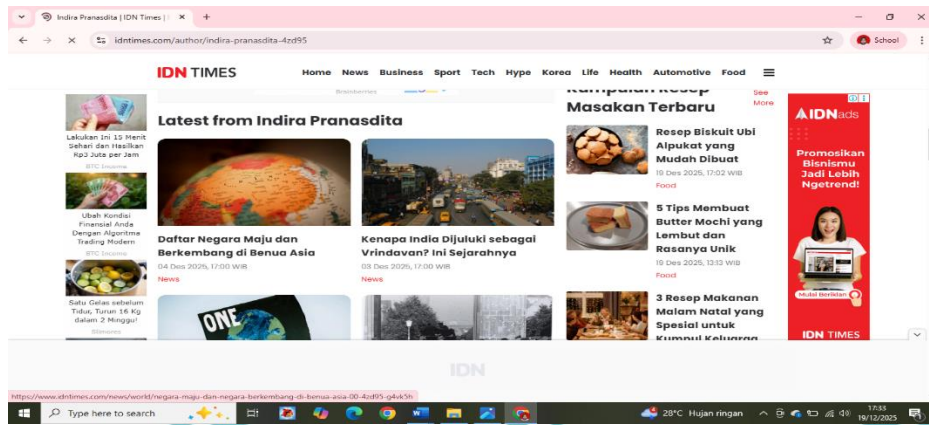 Indira Pranasdita | IDN Times |
idntimes.com/author/indira-pranasdita-4zd95
School
IDN TIMES
Home News Business Sport Tech Hype Korea Life Health Automotive Food
Brainberries
Lakukan Ini 15 Menit
Sehari dan Hasilkan
Rp3 Juta per Jam
BTC Income
Ubah Kondisi
Finansial Anda
Dengan Algoritma
Trading Modern
BTC Income
Satu Gelas sebelum
Tidur, Turun 16 Kg
dalam 2 Minggu!
Latest from Indira Pranasdita
Daftar Negara Maju dan
Berkembang di Benua Asia
04 Des 2025, 17:00 WIB
News
Kenapa India Dijuluki sebagai
Vrindavan? Ini Sejarahnya
03 Des 2025, 17:00 WIB
News
ONE
Kumpulan Resep
Masakan Terbaru
See
More
Resep Biskuit Ubi
Alpukat yang
Mudah Dibuat
19 Des 2025, 17:02 WIB
Food
5 Tips Membuat
Butter Mochi yang
Lembut dan
Rasanya Unik
19 Des 2025, 13:13 WIB
Food
3 Resep Makanan
Malam Natal yang
Spesial untuk
Kumpul Keluarga
AIDNads
Promosikan
Bisnismu
Jadi Lebih
Ngetrend!
Mulai Beriklan
IDN TIMES
IDN
https://www.idntimes.com/news/world/negara-maju-dan-negara-berkembang-di-benua-asia-00-4zd95-g4vk5h
Type here to search
28°C Hujan ringan
17:33
19/12/2025